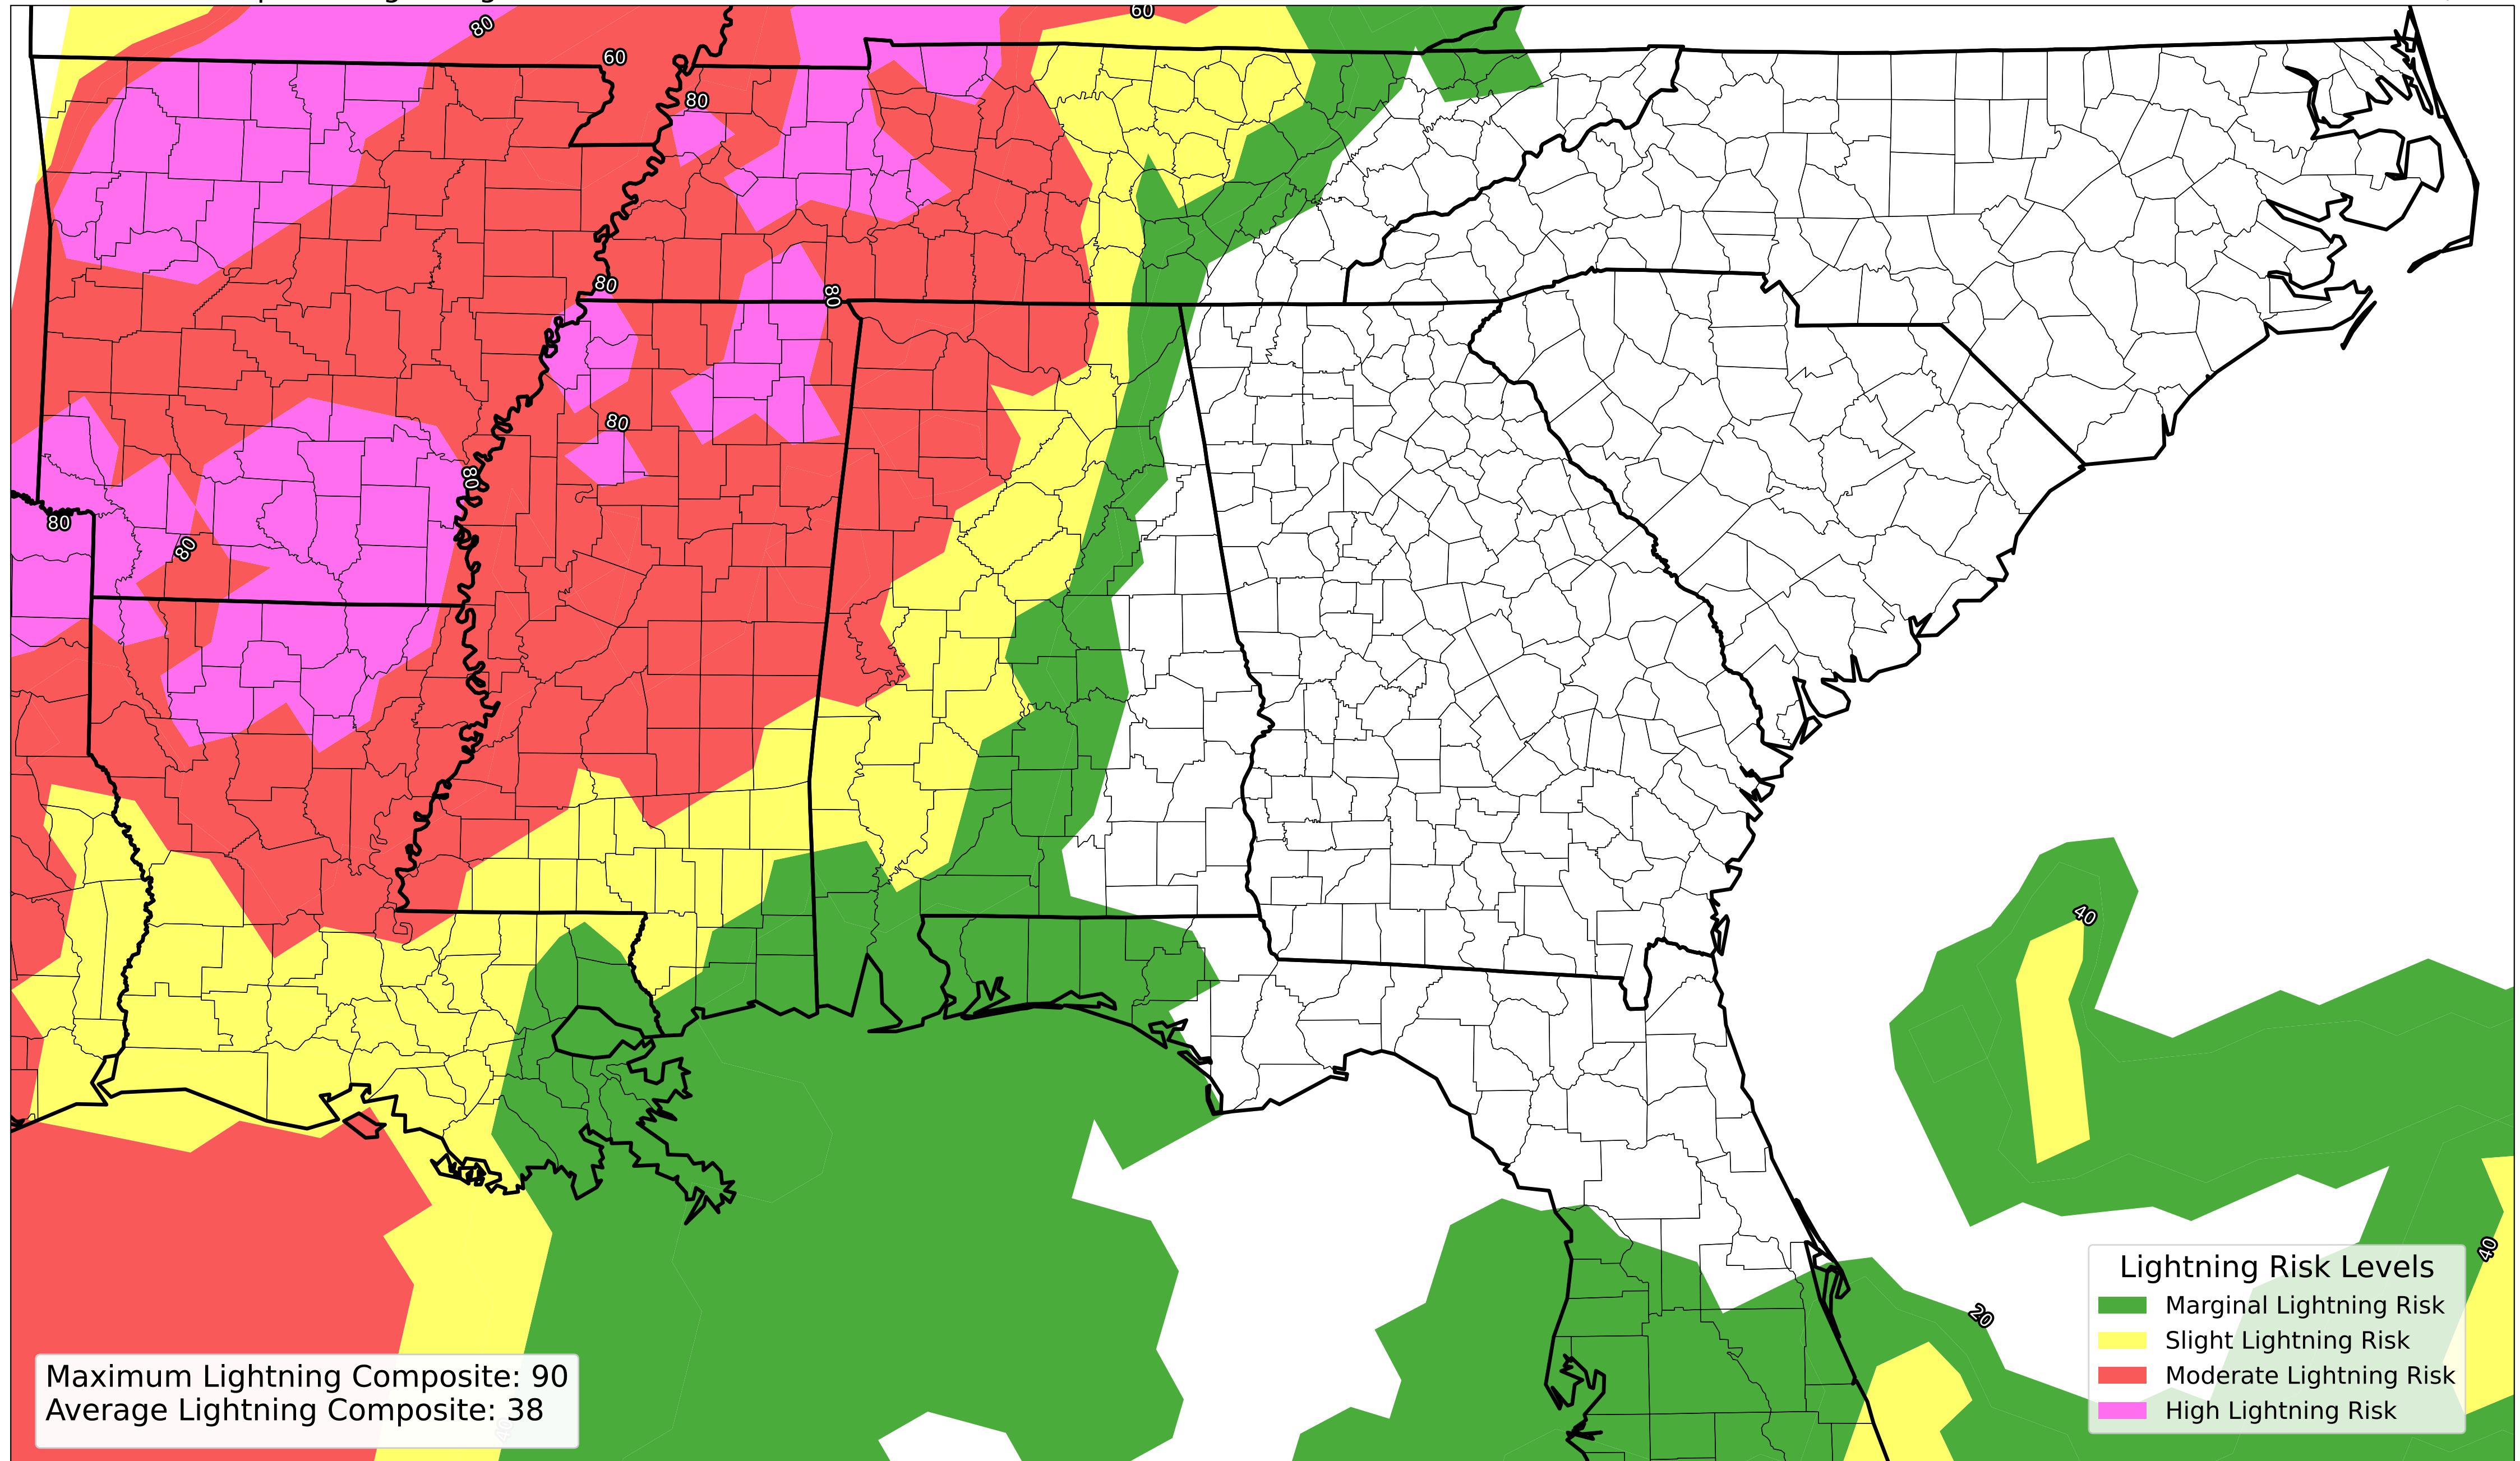 80
60
60
80
80
80
80
80
80
80
40
40
20
Lightning Risk Levels
Marginal Lightning Risk
Slight Lightning Risk
Moderate Lightning Risk
High Lightning Risk
Maximum Lightning Composite: 90
Average Lightning Composite: 38